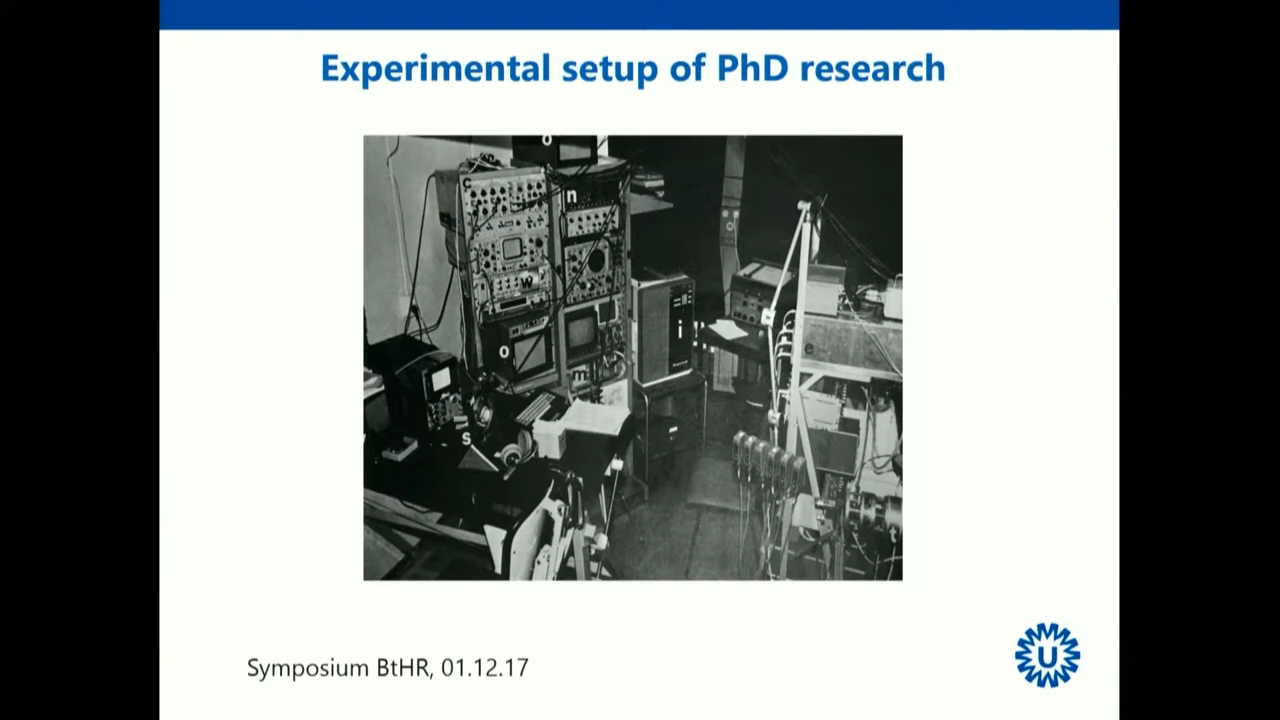 Experimental setup of PhD research
o
c
n
w
o
i
e
m
s
Symposium BtHR, 01.12.17
U